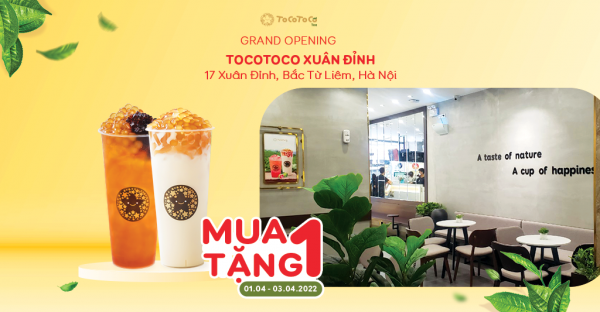 ToCoToCo
Tea
GRAND OPENING
TOCOTOCO XUÂN ĐỈNH
17 Xuân Đỉnh, Bắc Từ Liêm, Hà Nội
A taste of nature
A cup of happines
MUA 1
TẶNG 1
01.04 - 03.04.2022